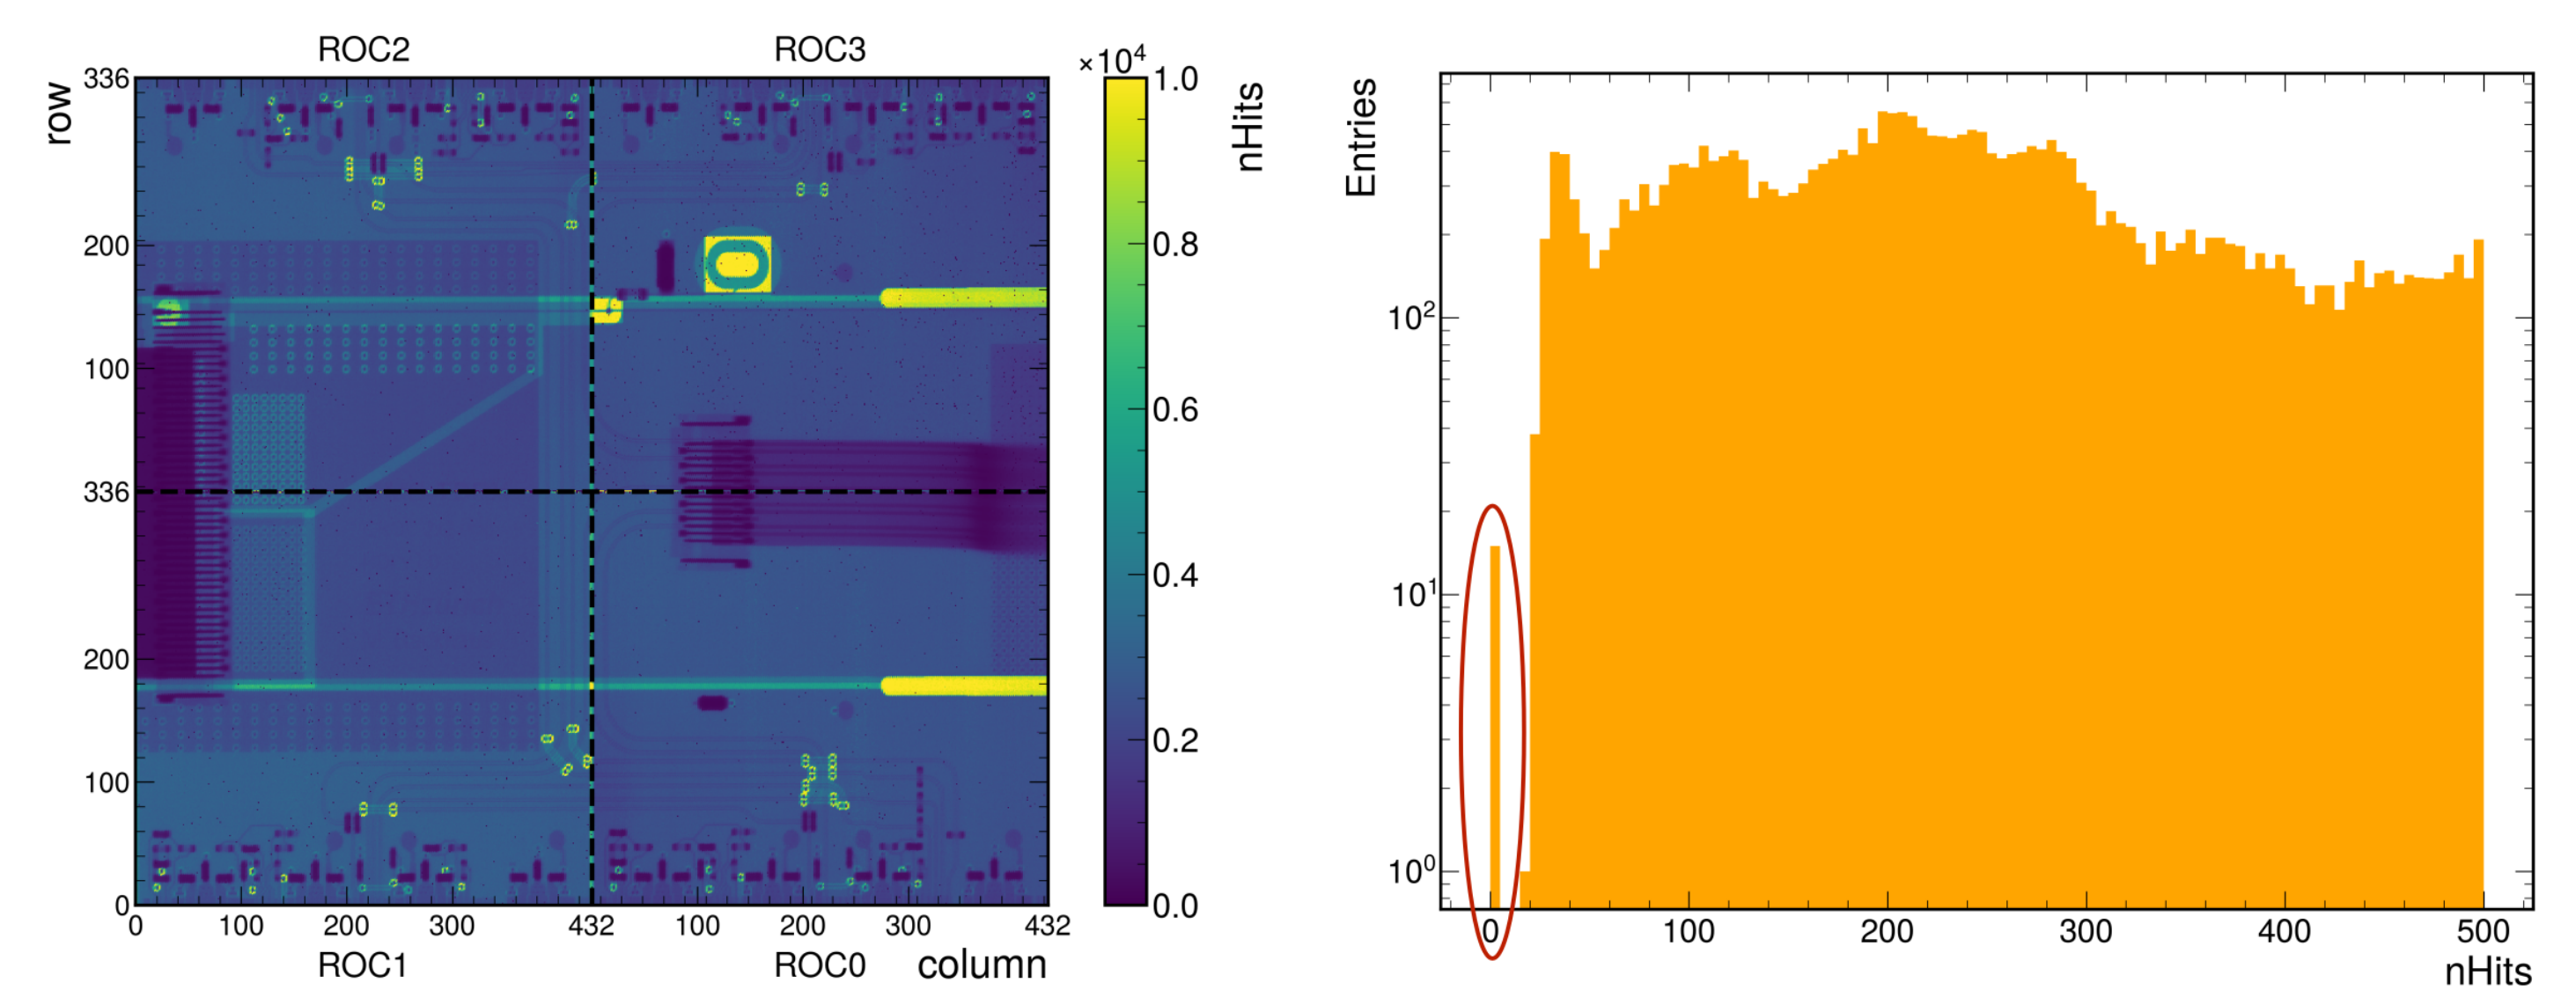 ROC2 ROC3
row
336
200
100
336
200
100
0
0 100 200 300 432 100 200 300 432
ROC1 ROC0 column
×10⁴
1.0
0.8
0.6
0.4
0.2
0.0
nHits
Entries
10²
10¹
10⁰
0 100 200 300 400 500
nHits